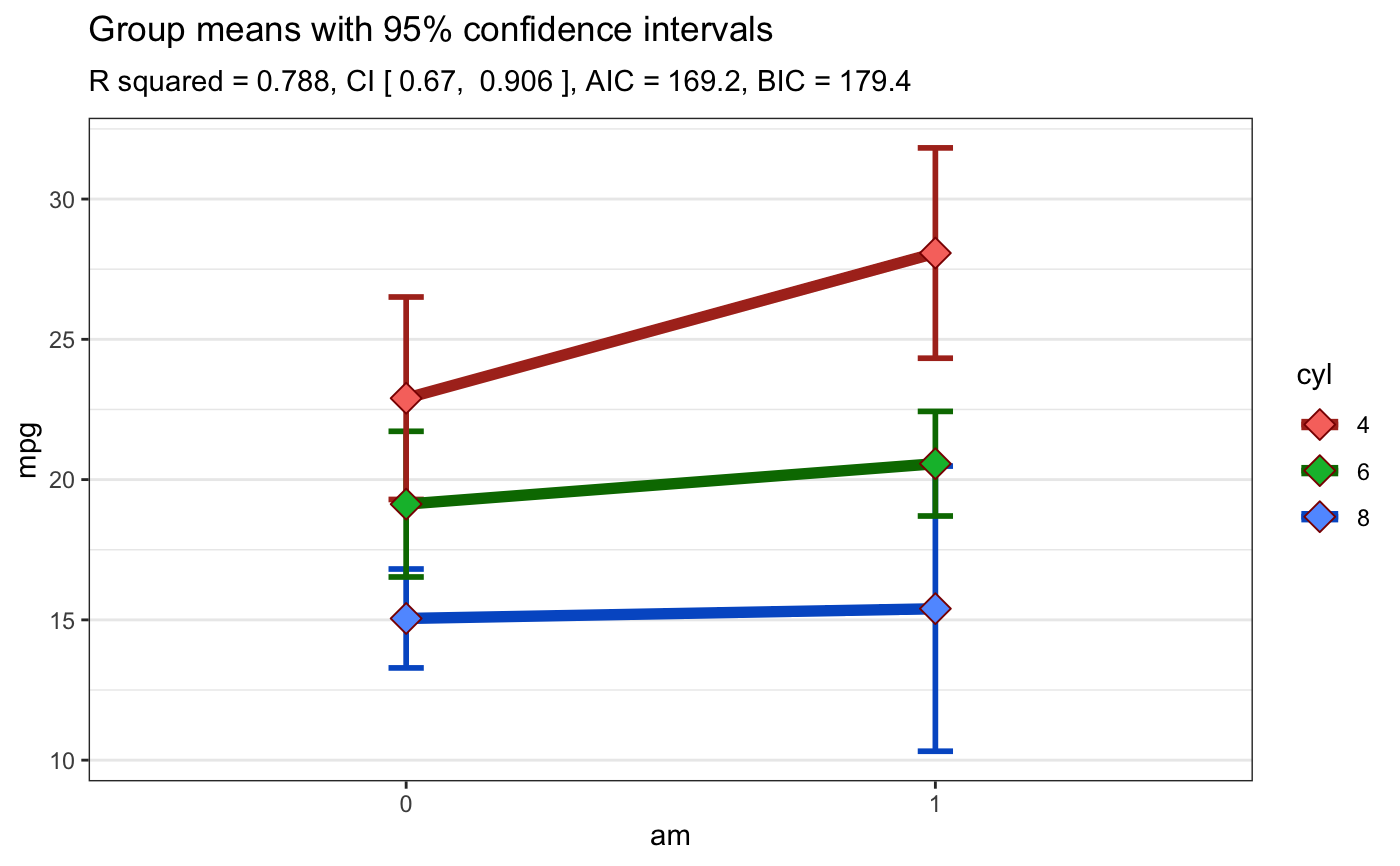 Group means with 95% confidence intervals
R squared = 0.788, CI [ 0.67,  0.906 ], AIC = 169.2, BIC = 179.4
30
25
20
15
10
mpg
0
1
am
cyl
4
6
8